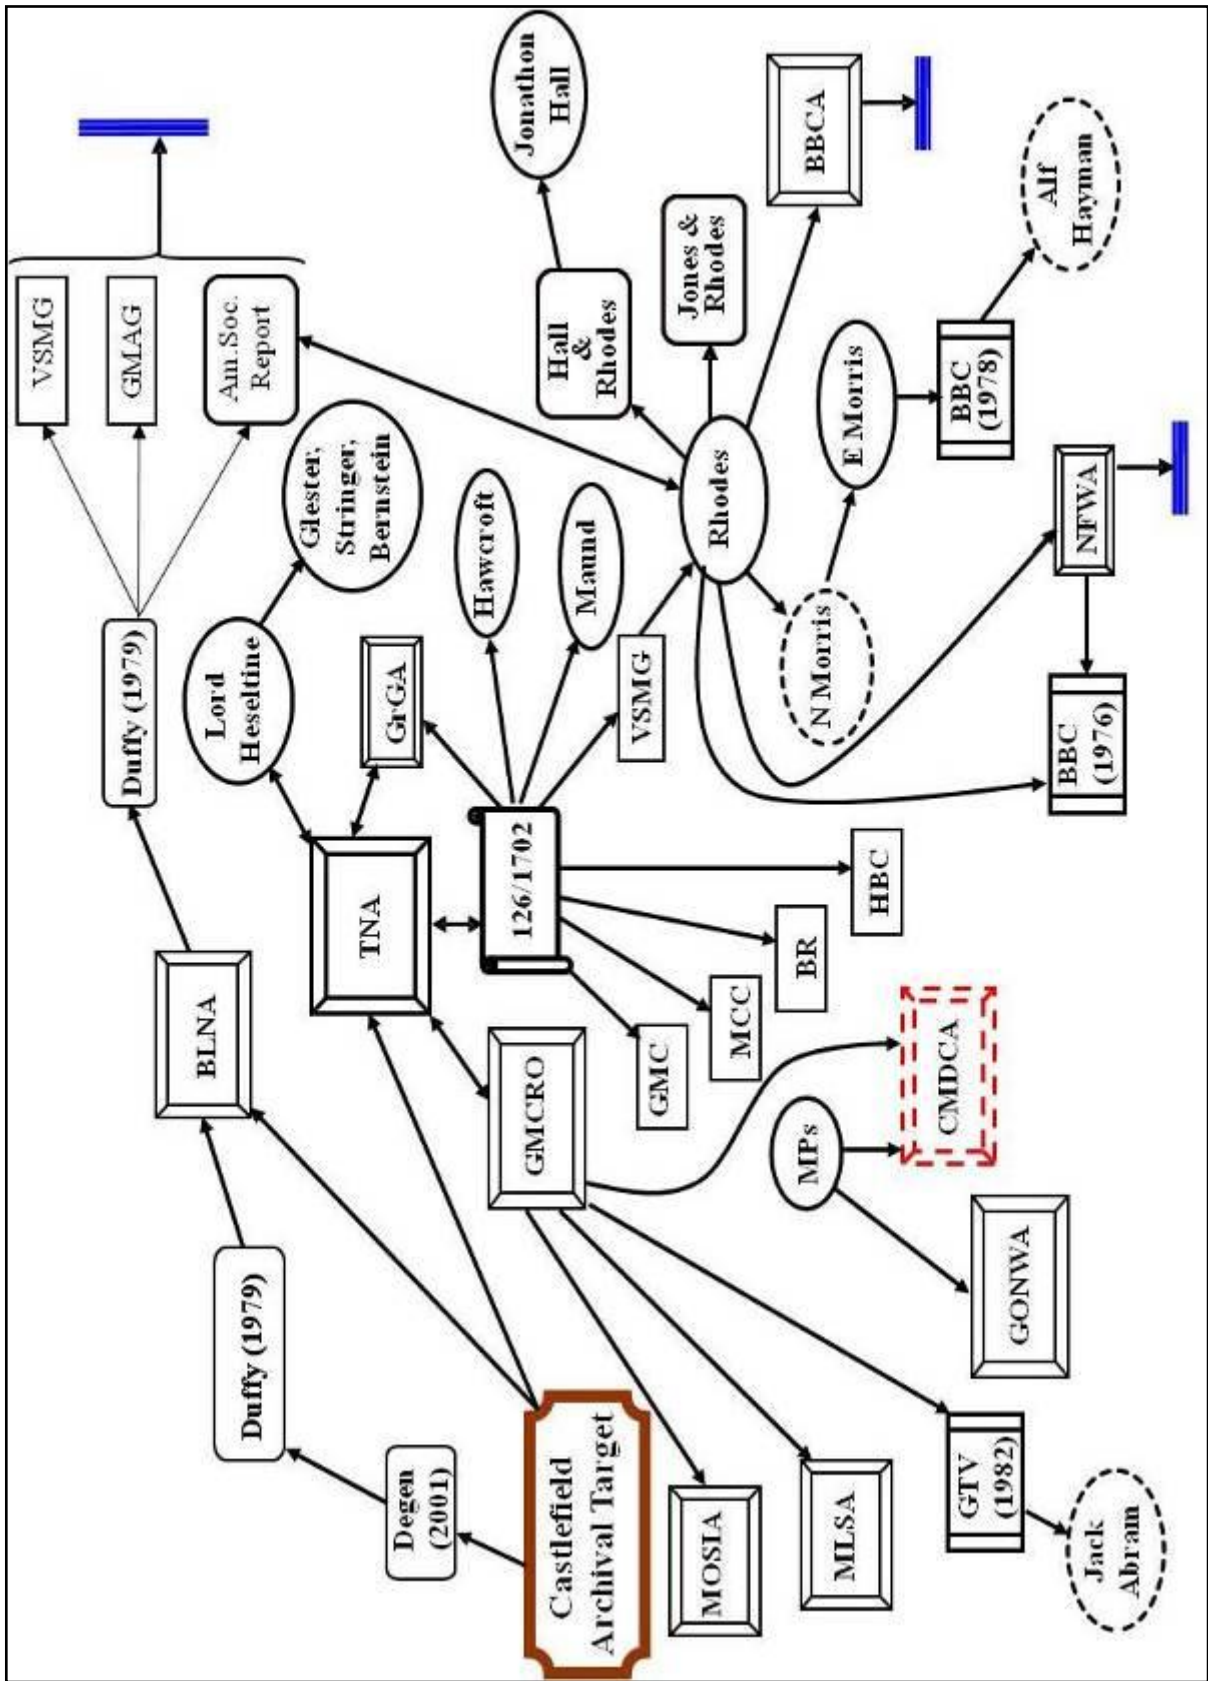 Castlefield
Archival Target
Degen
(2001)
Duffy (1979)
BLNA
Duffy (1979)
VSMG
GMAG
Am.Soc.
Report
TNA
Lord
Heseltine
Glester,
Stringer,
Bernstein
GrGA
GMCRO
126/1702
Hawcroft
Maund
VSMG
Rhodes
Hall
&
Rhodes
Jonathon
Hall
Jones &
Rhodes
BBCA
N Morris
E Morris
BBC
(1978)
Alf
Hayman
NFWA
BBC
(1976)
GMC
MCC
BR
HBC
MPs
CMDCA
GONWA
MOSIA
MLSA
GTV
(1982)
Jack
Abram